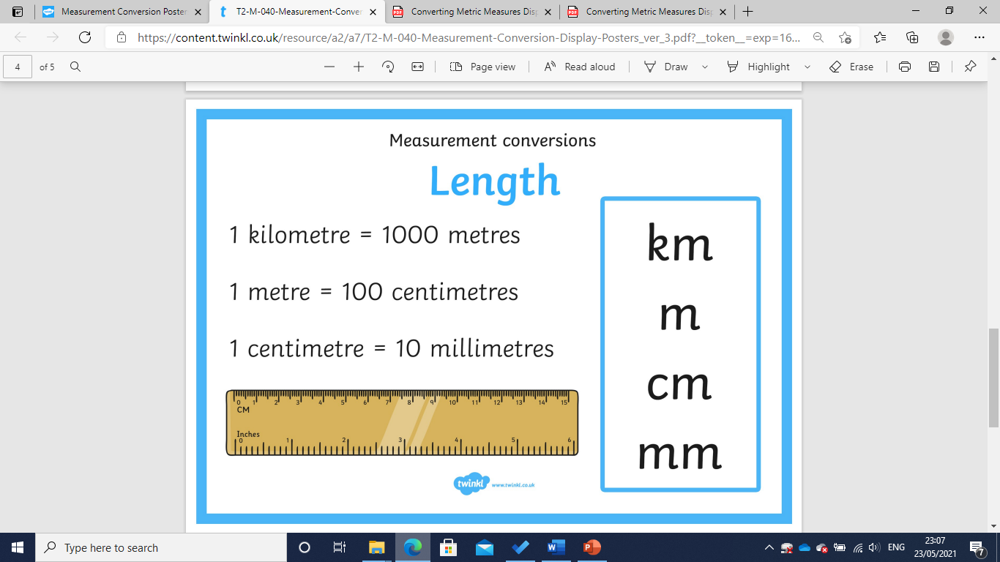 Measurement Conversion Poster
T2-M-040-Measurement-Conver
Converting Metric Measures Disp
Converting Metric Measures Disp
https://content.twinkl.co.uk/resource/a2/a7/T2-M-040-Measurement-Conversion-Display-Posters_ver_3.pdf?__token__=exp=16...
4 of 5
Page view
Read aloud
Draw
Highlight
Erase
Measurement conversions
Length
1 kilometre = 1000 metres
1 metre = 100 centimetres
1 centimetre = 10 millimetres
km
m
cm
mm
0 1 2 3 4 5 6 7 8 9 10 11 12 13 14 15
CM
Inches
0 1 2 3 4 5 6
twinkl www.twinkl.co.uk
Type here to search
ENG
23:07
23/05/2021
7